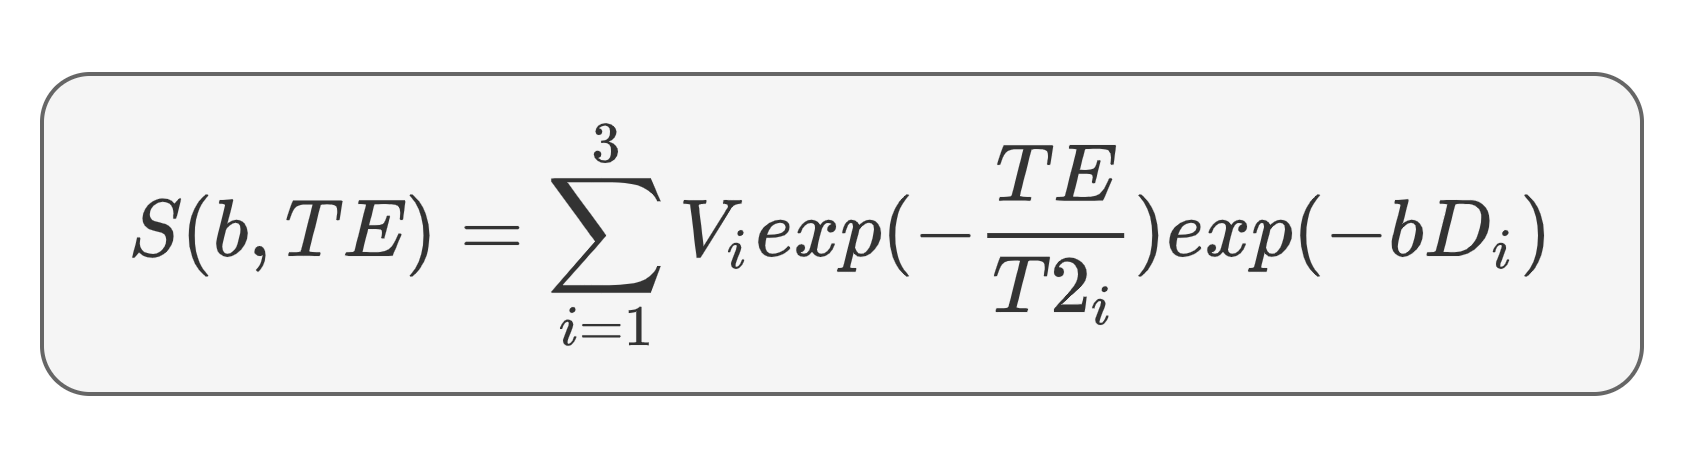 S(b, TE) = \sum_{i=1}^{3} V_i exp(-\frac{TE}{T2_i})exp(-bD_i)